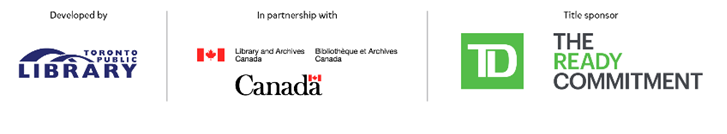 Developed by
TORONTO
PUBLIC
LIBRARY
In partnership with
Library and Archives
Canada
Bibliothèque et Archives
Canada
Canada
Title sponsor
TD
THE
READY
COMMITMENT